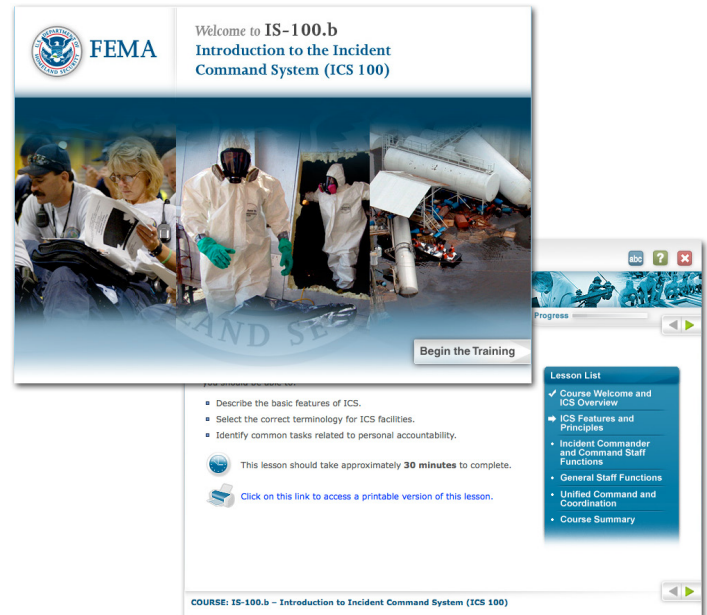 FEMA
Welcome to IS-100.b
Introduction to the Incident
Command System (ICS 100)
LAND SE
Begin the Training
abc
?
Progress
you should be able to:
Describe the basic features of ICS.
Select the correct terminology for ICS facilities.
Identify common tasks related to personal accountability.
This lesson should take approximately 30 minutes to complete.
Click on this link to access a printable version of this lesson.
Lesson List
Course Welcome and
ICS Overview
ICS Features and
Principles
Incident Commander
and Command Staff
Functions
General Staff Functions
Unified Command and
Coordination
Course Summary
COURSE: IS-100.b – Introduction to Incident Command System (ICS 100)